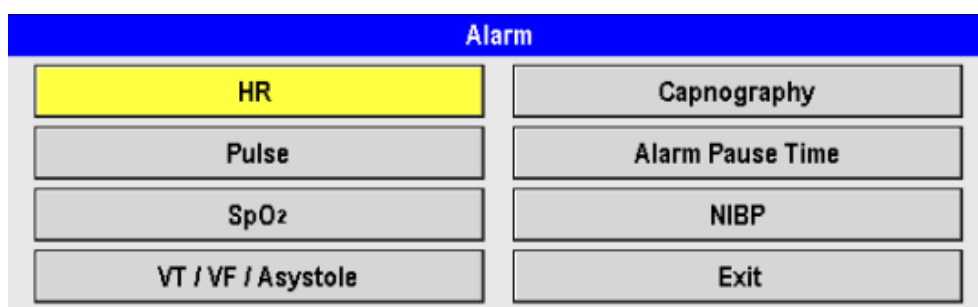 Alarm
HR
Capnography
Pulse
Alarm Pause Time
SpO2
NIBP
VT / VF / Asystole
Exit